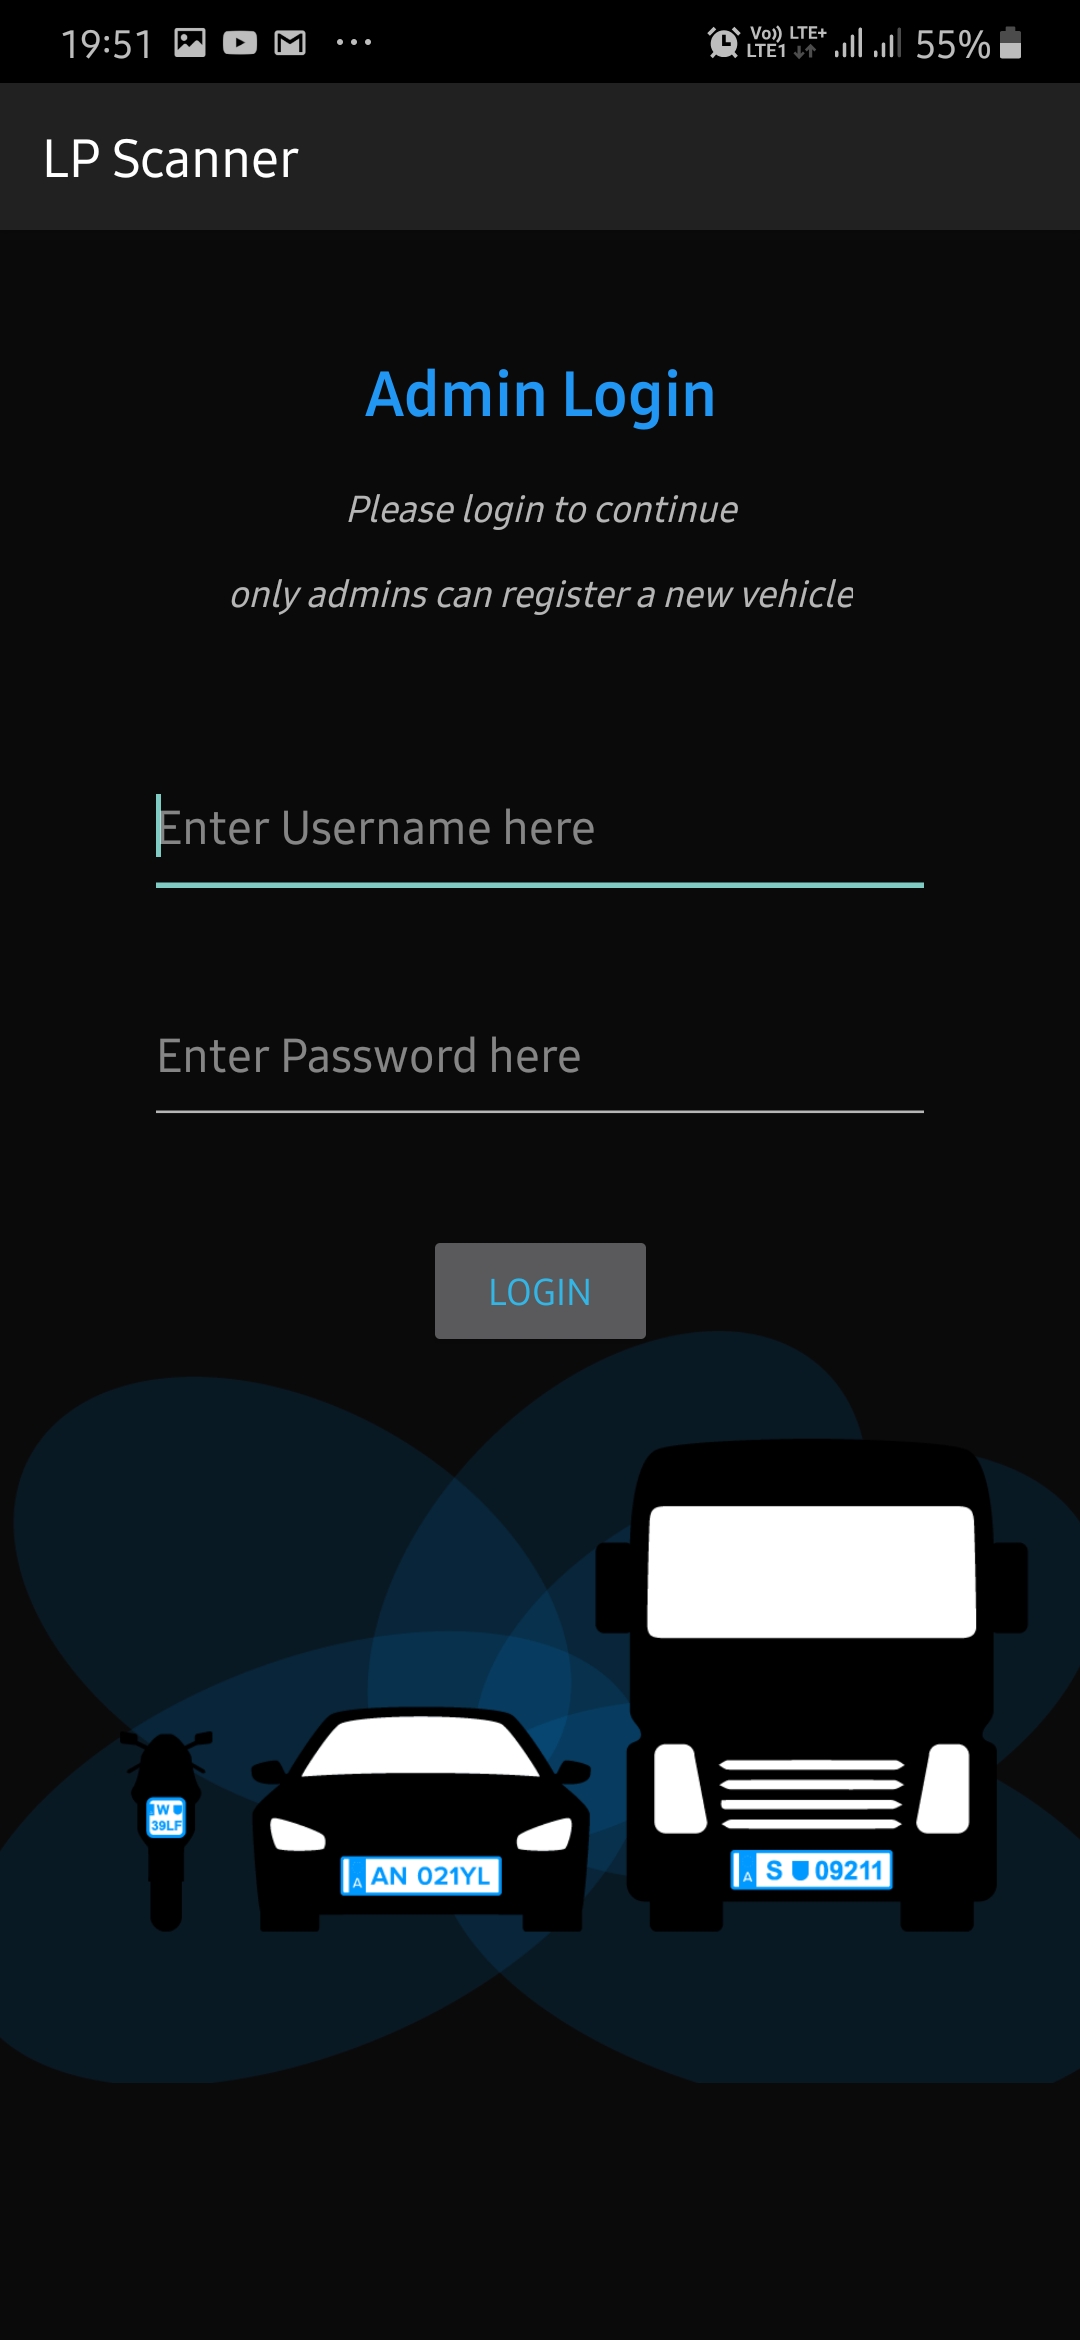 19:51 ··· Vo)) LTE+ LTE1 55%
LP Scanner
Admin Login
Please login to continue
only admins can register a new vehicle
Enter Username here
Enter Password here
LOGIN
W
39LF
A AN 021YL
A S 09211